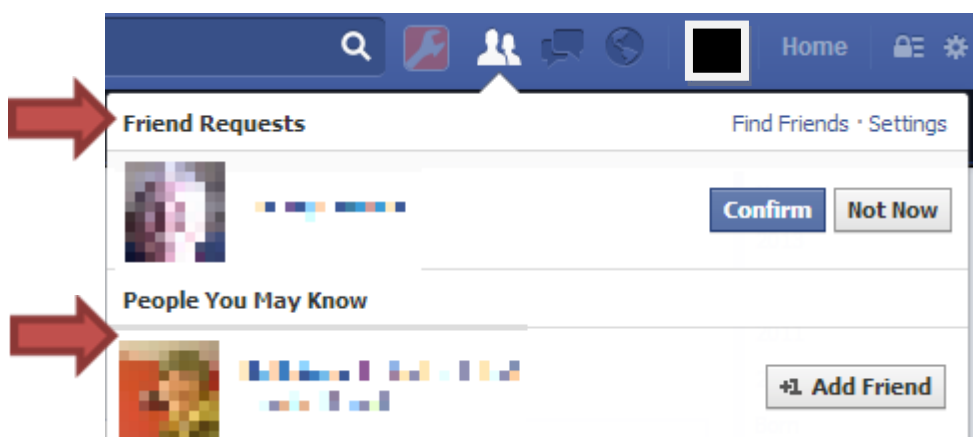 Home
Friend Requests
Find Friends · Settings
Confirm
Not Now
People You May Know
+1 Add Friend